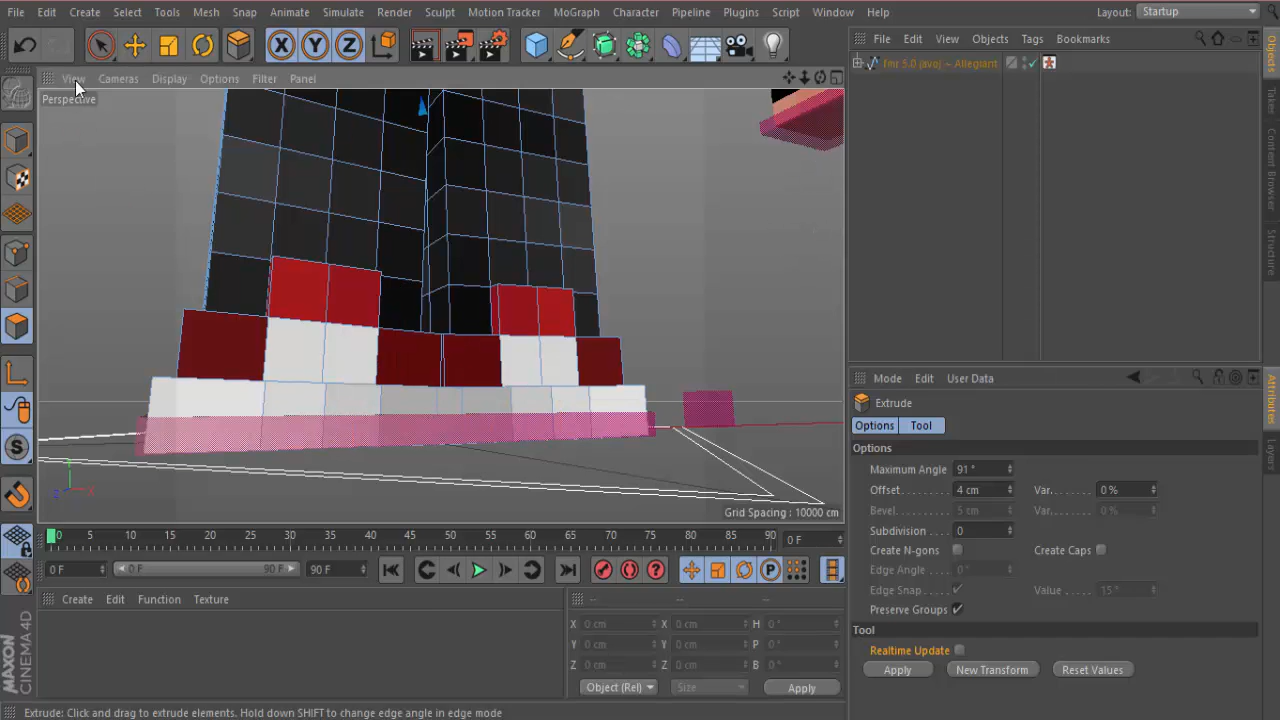 File Edit Create Select Tools Mesh Snap Animate Simulate Render Sculpt Motion Tracker MoGraph Character Pipeline Plugins Script Window Help Layout: Startup
X Y Z
File Edit View Objects Tags Bookmarks
View Cameras Display Options Filter Panel
Perspective
fmr 5.0 (avo) ~ Allegiant
Objects
Takes
Content Browser
Structure
Mode Edit User Data
Extrude
Options Tool
Options
Maximum Angle 91 °
Offset 4 cm Var. 0 %
Bevel 5 cm Var. 0 %
Subdivision 0
Create N-gons Create Caps
Edge Angle 0 °
Edge Snap Value 15 °
Preserve Groups
Tool
Realtime Update
Apply New Transform Reset Values
Attributes
Layers
Y
Z X
S
Grid Spacing : 10000 cm
0 5 10 15 20 25 30 35 40 45 50 55 60 65 70 75 80 85 90 0 F
0 F 0 F 90 F 90 F
P
Create Edit Function Texture
-- -- --
X 0 cm X 0 cm H 0 °
Y 0 cm Y 0 cm P 0 °
Z 0 cm Z 0 cm B 0 °
Object (Rel) Size Apply
MAXON
CINEMA 4D
Extrude: Click and drag to extrude elements. Hold down SHIFT to change edge angle in edge mode